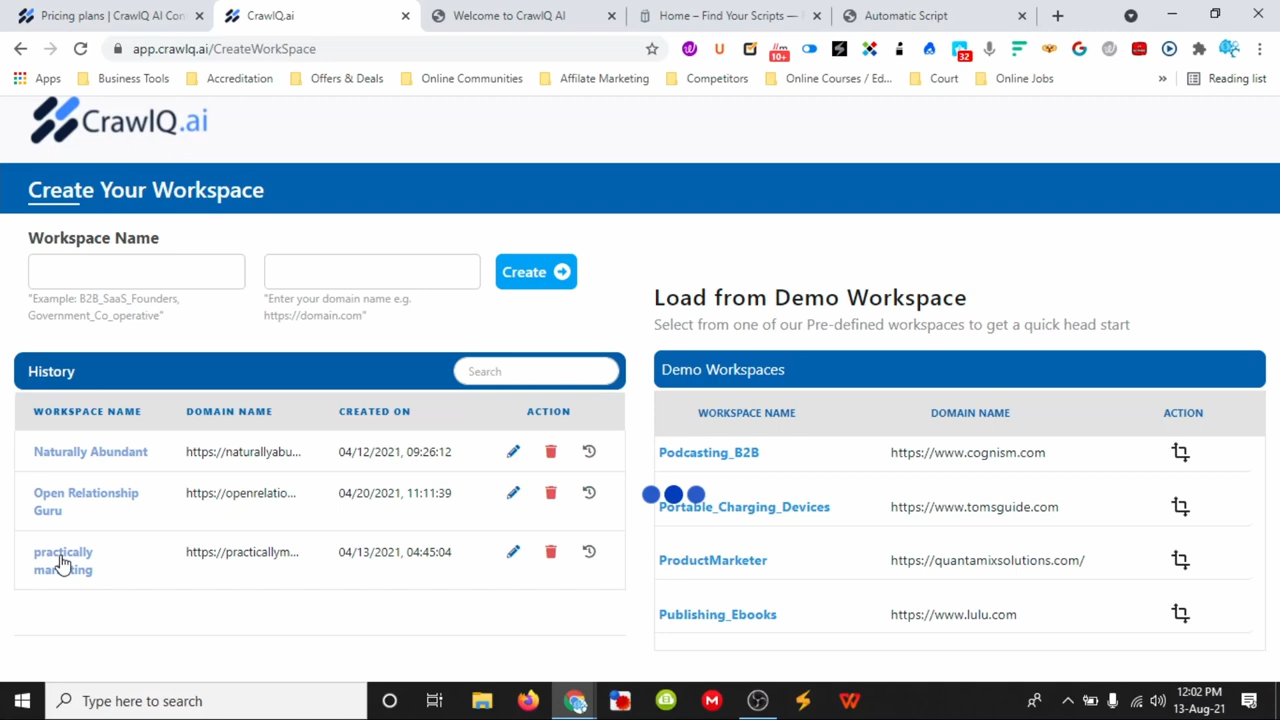 Pricing plans | CrawlQ AI Con
CrawlQ.ai
Welcome to CrawlQ AI
Home – Find Your Scripts —
Automatic Script
app.crawlq.ai/CreateWorkSpace
10+
32
Apps
Business Tools
Accreditation
Offers & Deals
Online Communities
Affilate Marketing
Competitors
Online Courses / Ed...
Court
Online Jobs
»
Reading list
CrawlQ.ai
Create Your Workspace
Workspace Name
Create
"Example: B2B_SaaS_Founders,
Government_Co_operative"
"Enter your domain name e.g.
https://domain.com"
Load from Demo Workspace
Select from one of our Pre-defined workspaces to get a quick head start
History
Search
WORKSPACE NAME DOMAIN NAME CREATED ON ACTION
Naturally Abundant https://naturallyabu... 04/12/2021, 09:26:12
Open Relationship
Guru
https://openrelatio... 04/20/2021, 11:11:39
practically
marketing
https://practicallym... 04/13/2021, 04:45:04
Demo Workspaces
WORKSPACE NAME DOMAIN NAME ACTION
Podcasting_B2B https://www.cognism.com
Portable_Charging_Devices https://www.tomsguide.com
ProductMarketer https://quantamixsolutions.com/
Publishing_Ebooks https://www.lulu.com
Type here to search
12:02 PM
13-Aug-21